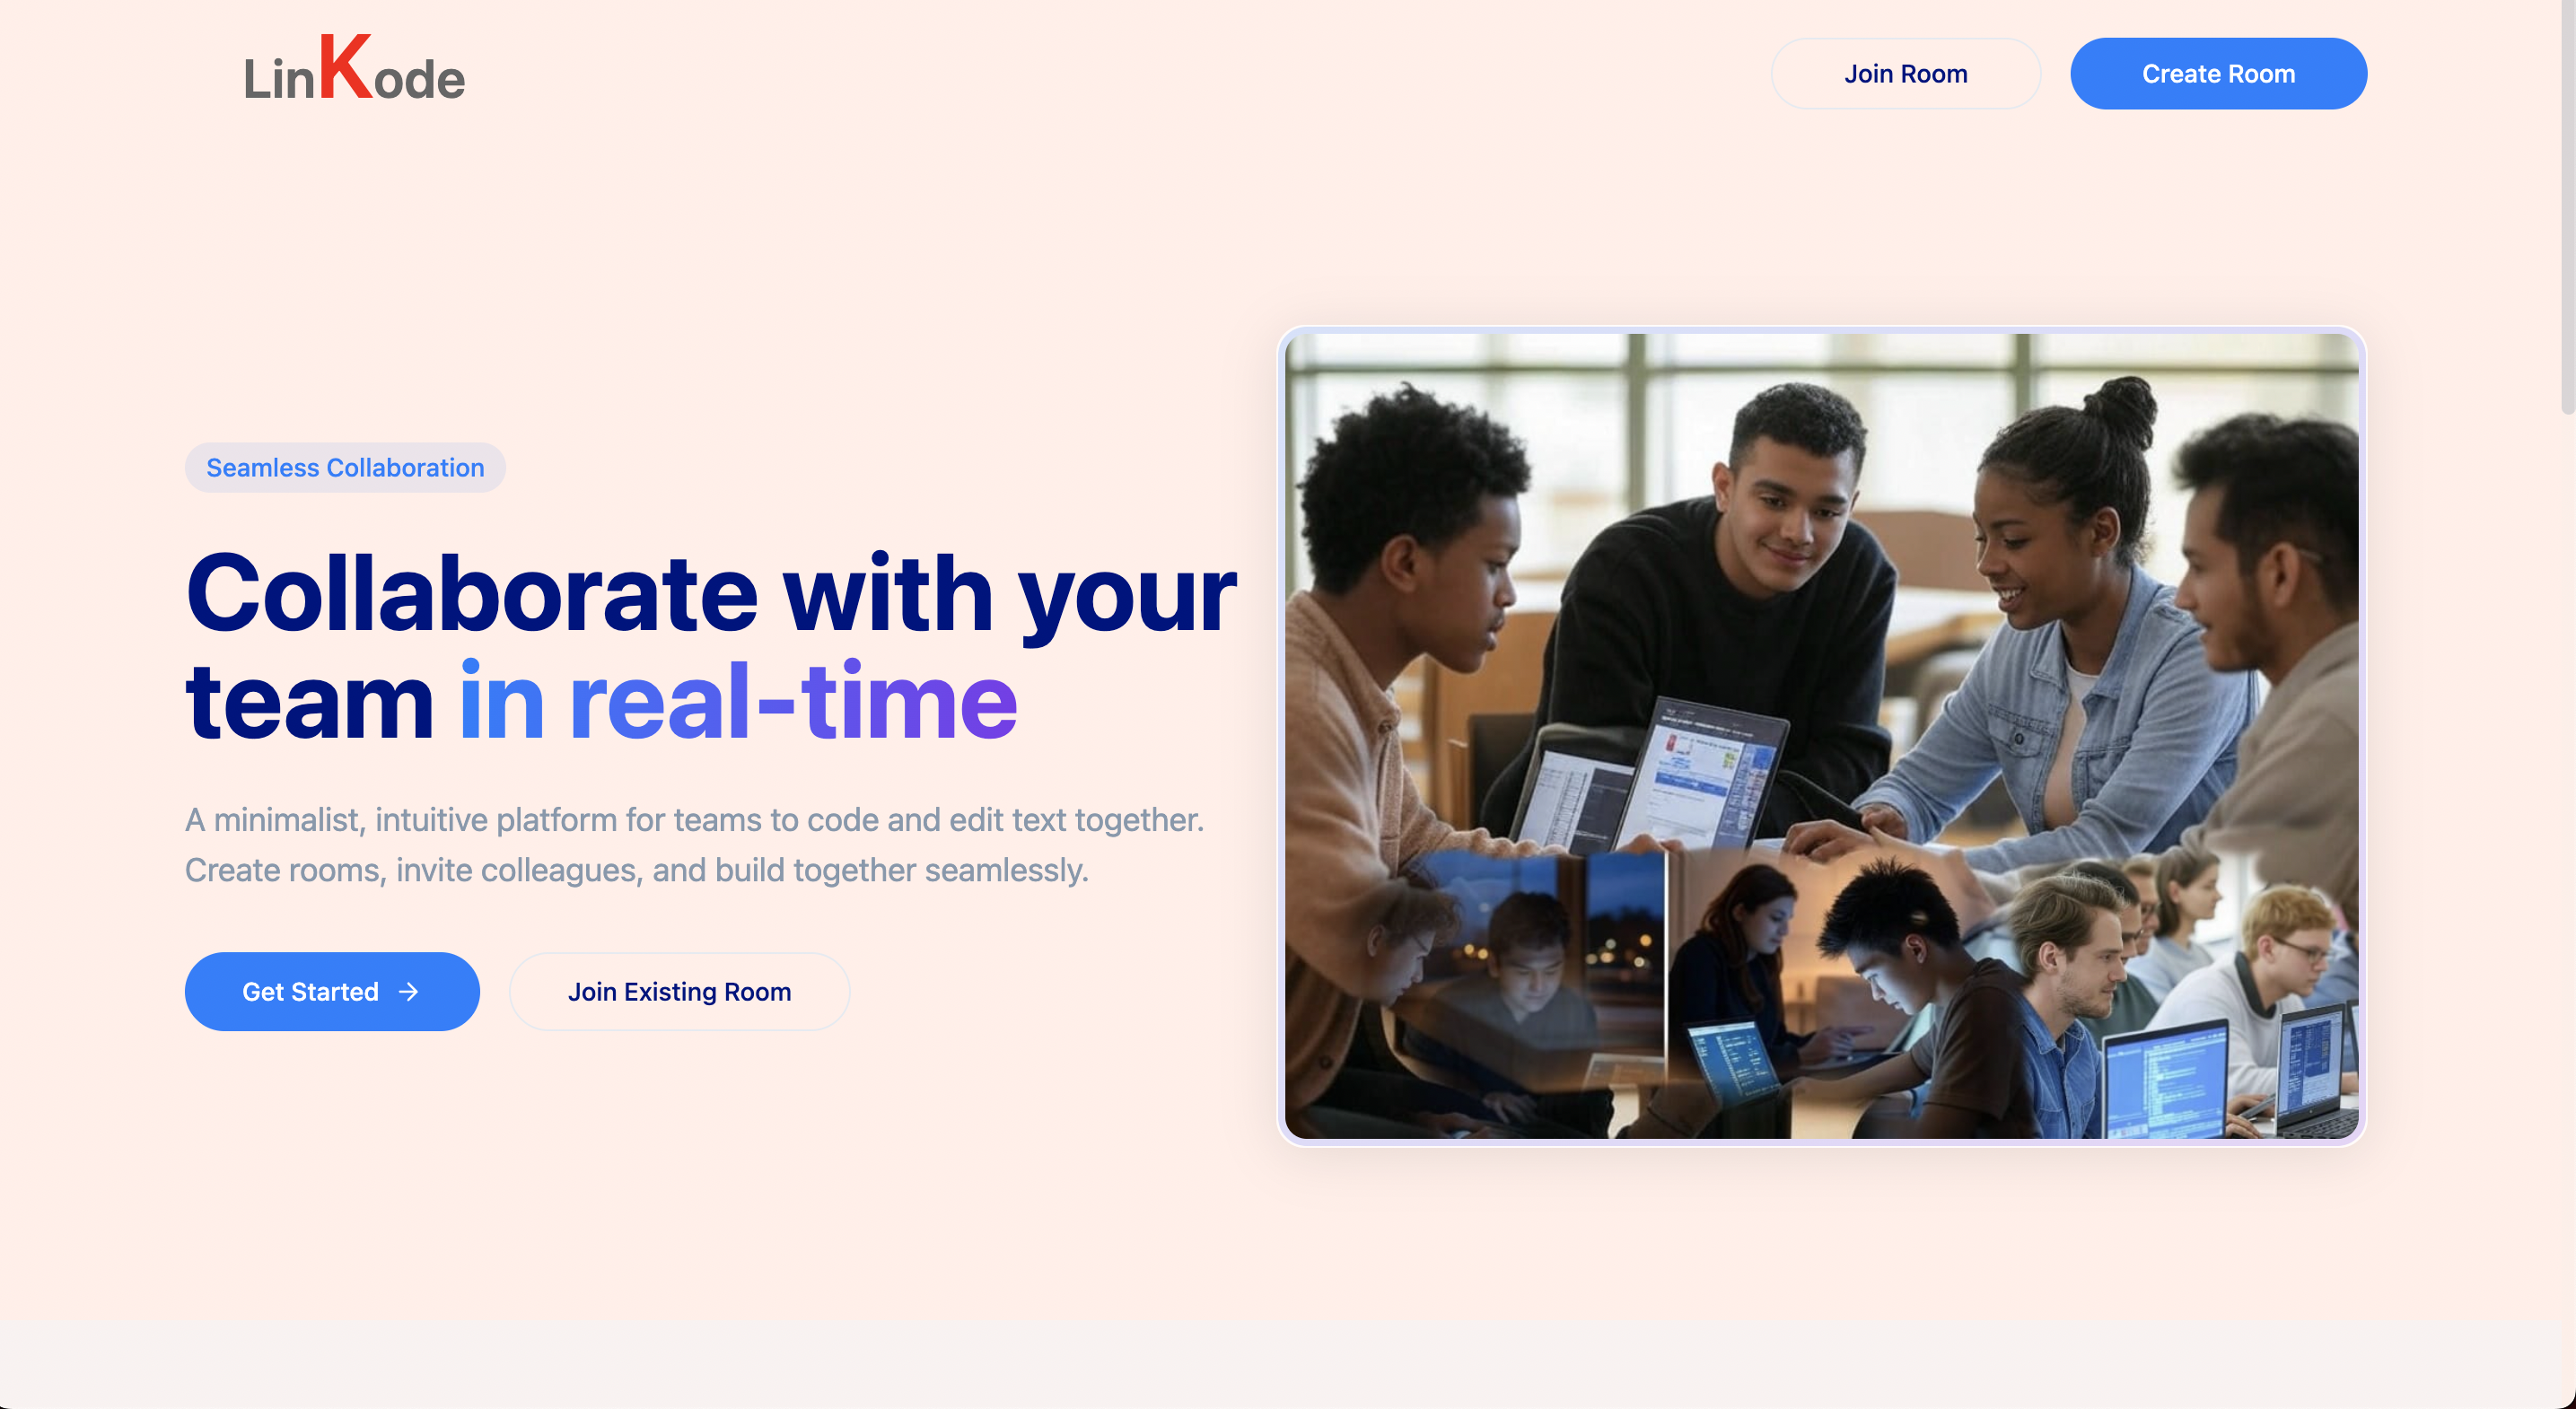 LinKode
Join Room
Create Room
Seamless Collaboration
Collaborate with your
team in real-time
A minimalist, intuitive platform for teams to code and edit text together.
Create rooms, invite colleagues, and build together seamlessly.
Get Started →
Join Existing Room